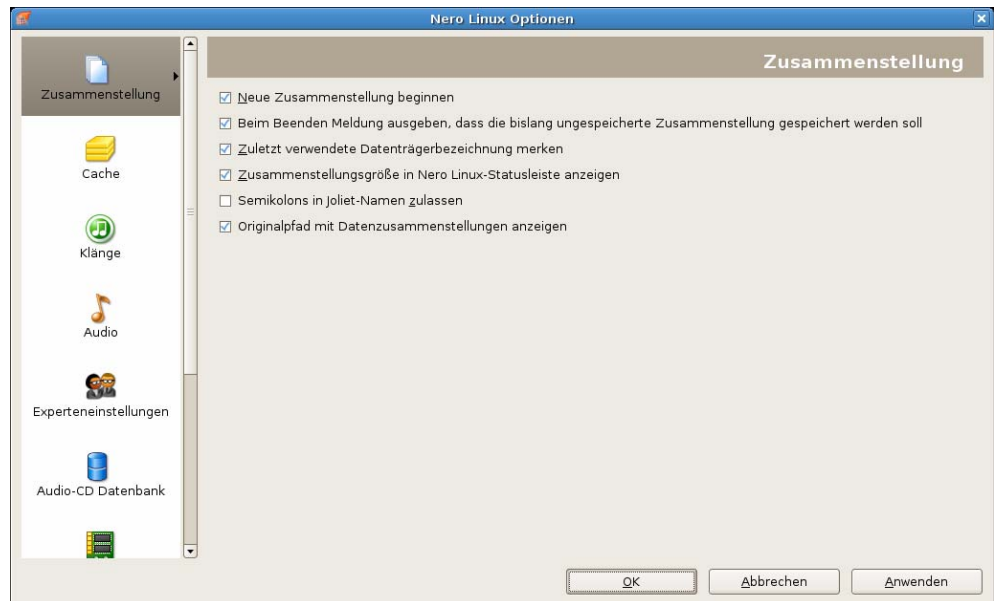 Nero Linux Optionen
Zusammenstellung
Cache
Klänge
Audio
Experteneinstellungen
Audio-CD Datenbank
Zusammenstellung
Neue Zusammenstellung beginnen
Beim Beenden Meldung ausgeben, dass die bislang ungespeicherte Zusammenstellung gespeichert werden soll
Zuletzt verwendete Datenträgerbezeichnung merken
Zusammenstellungsgröße in Nero Linux-Statusleiste anzeigen
Semikolons in Joliet-Namen zulassen
Originalpfad mit Datenzusammenstellungen anzeigen
OK
Abbrechen
Anwenden